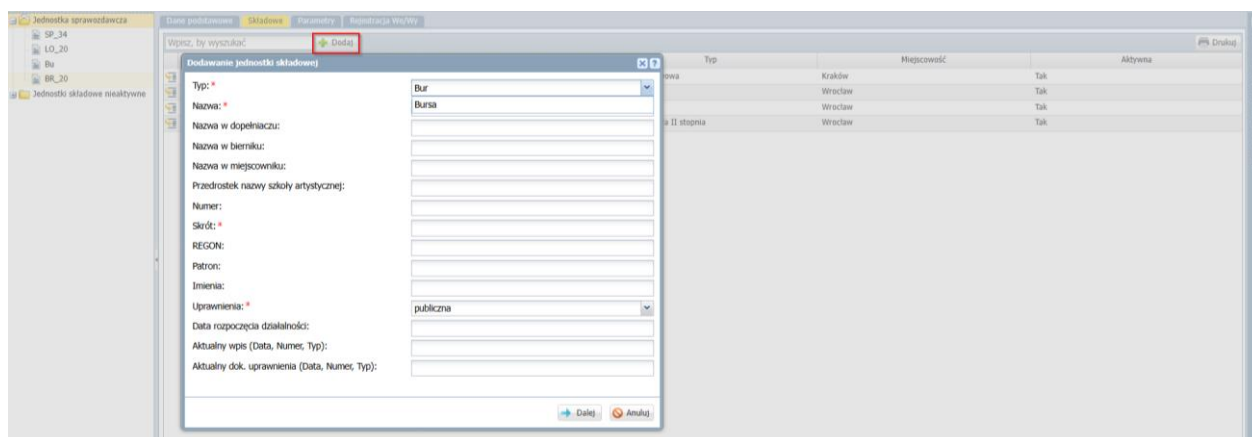 Jednostka sprawozdawcza
SP_34
LO_20
Bu
BR_20
Jednostki składowe nieaktywne
Dane podstawowe Składowe Parametry Rejestracja We/Wy
Wpisz, by wyszukać Dodaj Drukuj
Typ Miejscowość Aktywna
owa Kraków Tak
Wrocław Tak
Wrocław Tak
a II stopnia Wrocław Tak
Dodawanie jednostki składowej
Typ: * Bur
Bursa
Nazwa: *
Nazwa w dopełniaczu:
Nazwa w bierniku:
Nazwa w miejscowniku:
Przedrostek nazwy szkoły artystycznej:
Numer:
Skrót: *
REGON:
Patron:
Imienia:
Uprawnienia: * publiczna
Data rozpoczęcia działalności:
Aktualny wpis (Data, Numer, Typ):
Aktualny dok. uprawnienia (Data, Numer, Typ):
Dalej Anuluj